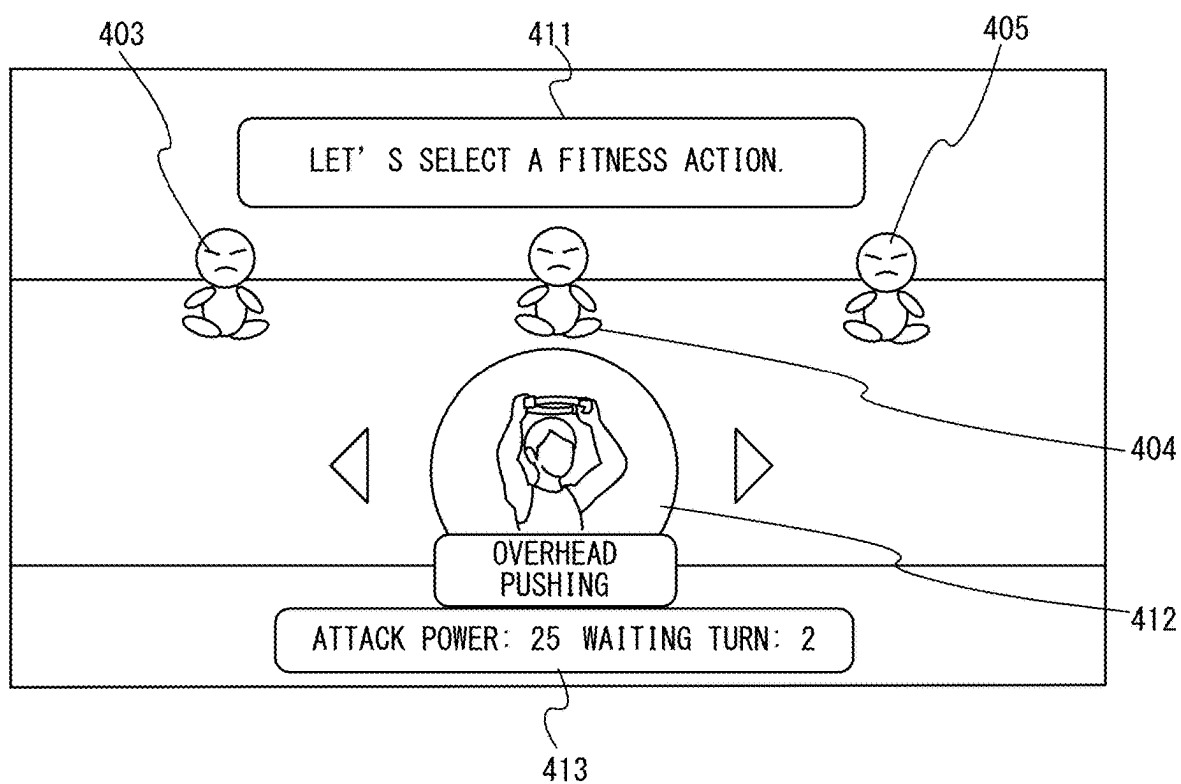 403
411
405
LET'S SELECT A FITNESS ACTION.
404
OVERHEAD
PUSHING
412
ATTACK POWER: 25 WAITING TURN: 2
413